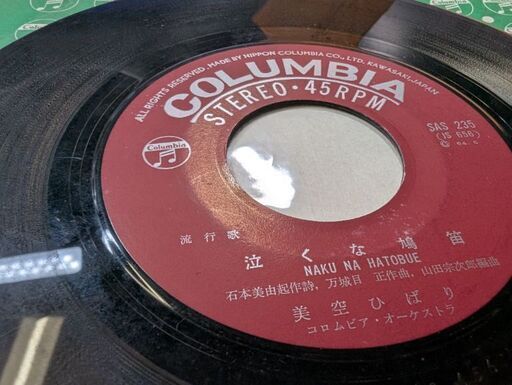 ALL RIGHTS RESERVED, MADE BY NIPPON COLUMBIA CO., LTD. KAWASAKI, JAPAN
COLUMBIA
STEREO・45RPM
Columbia
SAS 235
(JS 658)
流行歌
泣くな鳩笛
NAKU NA HATOBUE
石本美由起作詩、万城目 正作曲、山田宗次郎編曲
美空ひばり
コロムビア・オーケストラ